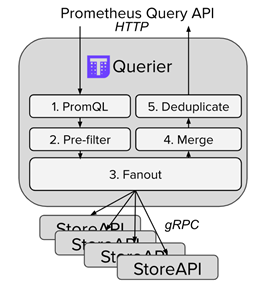 Prometheus Query API
HTTP
Querier
1. PromQL
5. Deduplicate
2. Pre-filter
4. Merge
3. Fanout
gRPC
StoreAPI
StoreAPI
StoreAPI
StoreAPI